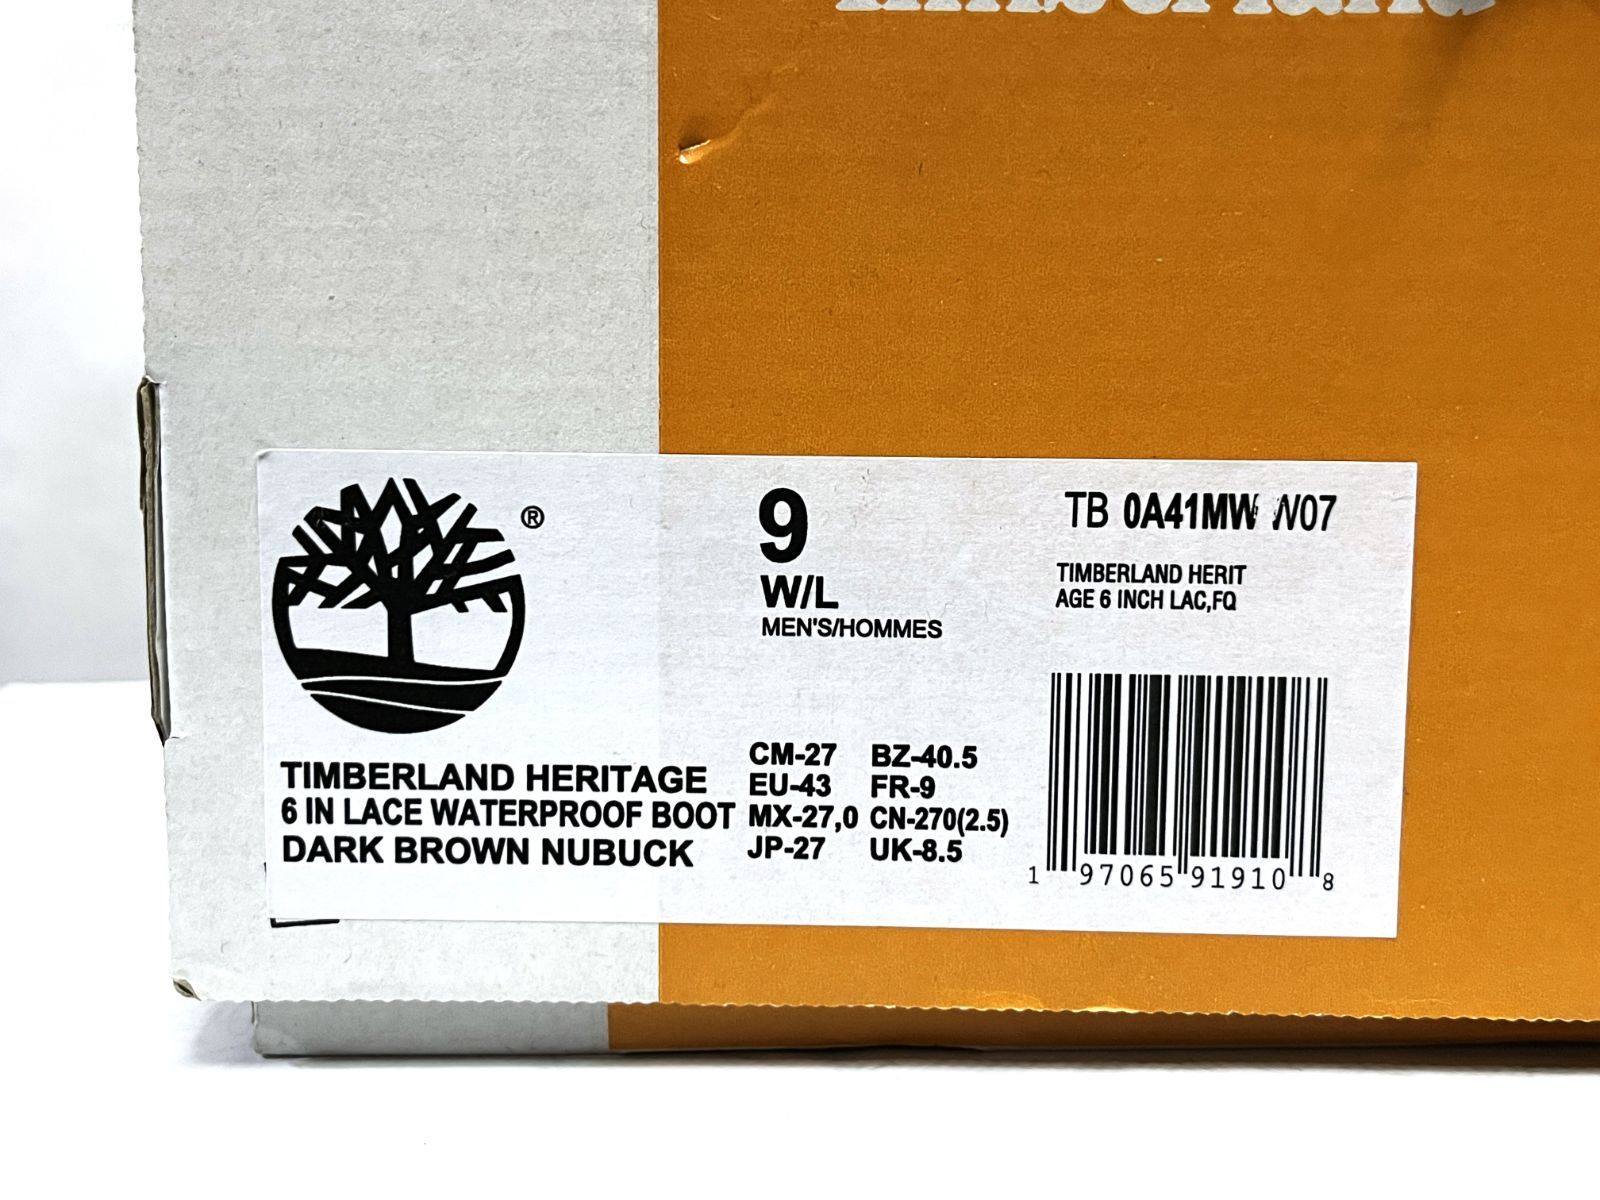 timberland
®
9
W/L
MEN'S/HOMMES
TB 0A41MW W07
TIMBERLAND HERIT
AGE 6 INCH LAC,FQ
TIMBERLAND HERITAGE
6 IN LACE WATERPROOF BOOT
DARK BROWN NUBUCK
CM-27 BZ-40.5
EU-43 FR-9
MX-27,0 CN-270(2.5)
JP-27 UK-8.5
1 97065 91910 8